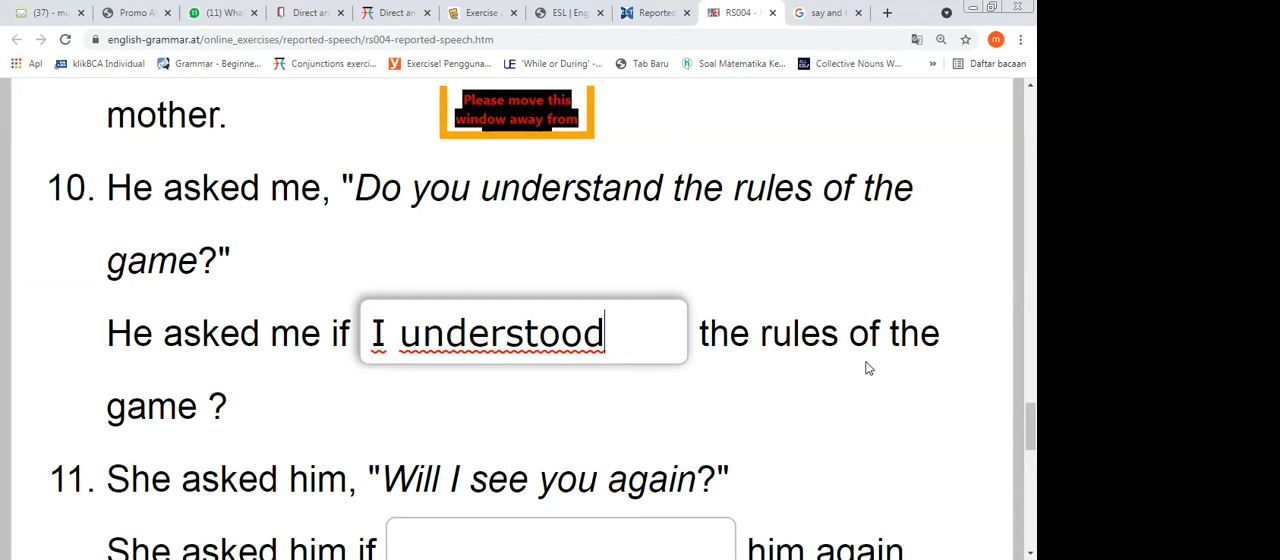 (37) - mu
Promo A
(11) Wha
Direct an
Direct an
Exercise
ESL | Eng
Reported
RS004 -
say and
english-grammar.at/online_exercises/reported-speech/rs004-reported-speech.htm
m
Apl
klikBCA Individual
Grammar - Beginne...
Conjunctions exerci...
Exercise! Pengguna...
'While or During' -...
Tab Baru
Soal Matematika Ke...
Collective Nouns W...
»
Daftar bacaan
Please move this
window away from
mother.
10. He asked me, "Do you understand the rules of the
game?"
He asked me if I understood the rules of the
game ?
11. She asked him, "Will I see you again?"
She asked him if him again